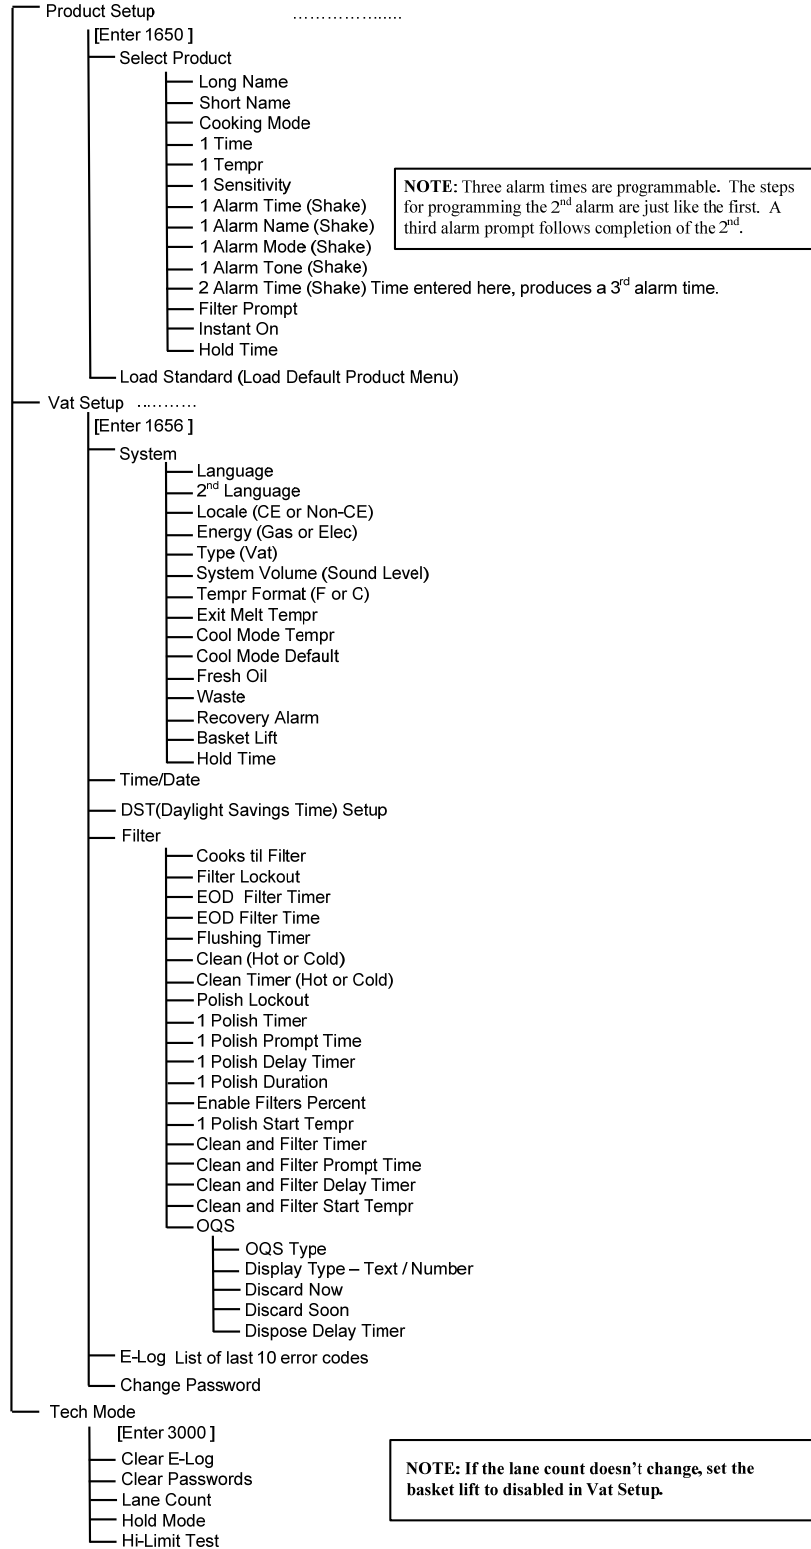 Product Setup ......................
[Enter 1650 ]
Select Product
Long Name
Short Name
Cooking Mode
1 Time
1 Tempr
1 Sensitivity
1 Alarm Time (Shake)
1 Alarm Name (Shake)
1 Alarm Mode (Shake)
1 Alarm Tone (Shake)
2 Alarm Time (Shake) Time entered here, produces a 3rd alarm time.
Filter Prompt
Instant On
Hold Time
NOTE: Three alarm times are programmable. The steps
for programming the 2nd alarm are just like the first. A
third alarm prompt follows completion of the 2nd.
Load Standard (Load Default Product Menu)
Vat Setup ...........
[Enter 1656 ]
System
Language
2nd Language
Locale (CE or Non-CE)
Energy (Gas or Elec)
Type (Vat)
System Volume (Sound Level)
Tempr Format (F or C)
Exit Melt Tempr
Cool Mode Tempr
Cool Mode Default
Fresh Oil
Waste
Recovery Alarm
Basket Lift
Hold Time
Time/Date
DST(Daylight Savings Time) Setup
Filter
Cooks til Filter
Filter Lockout
EOD Filter Timer
EOD Filter Time
Flushing Timer
Clean (Hot or Cold)
Clean Timer (Hot or Cold)
Polish Lockout
1 Polish Timer
1 Polish Prompt Time
1 Polish Delay Timer
1 Polish Duration
Enable Filters Percent
1 Polish Start Tempr
Clean and Filter Timer
Clean and Filter Prompt Time
Clean and Filter Delay Timer
Clean and Filter Start Tempr
OQS
OQS Type
Display Type – Text / Number
Discard Now
Discard Soon
Dispose Delay Timer
E-Log List of last 10 error codes
Change Password
Tech Mode
[Enter 3000 ]
Clear E-Log
Clear Passwords
Lane Count
Hold Mode
Hi-Limit Test
NOTE: If the lane count doesn't change, set the
basket lift to disabled in Vat Setup.